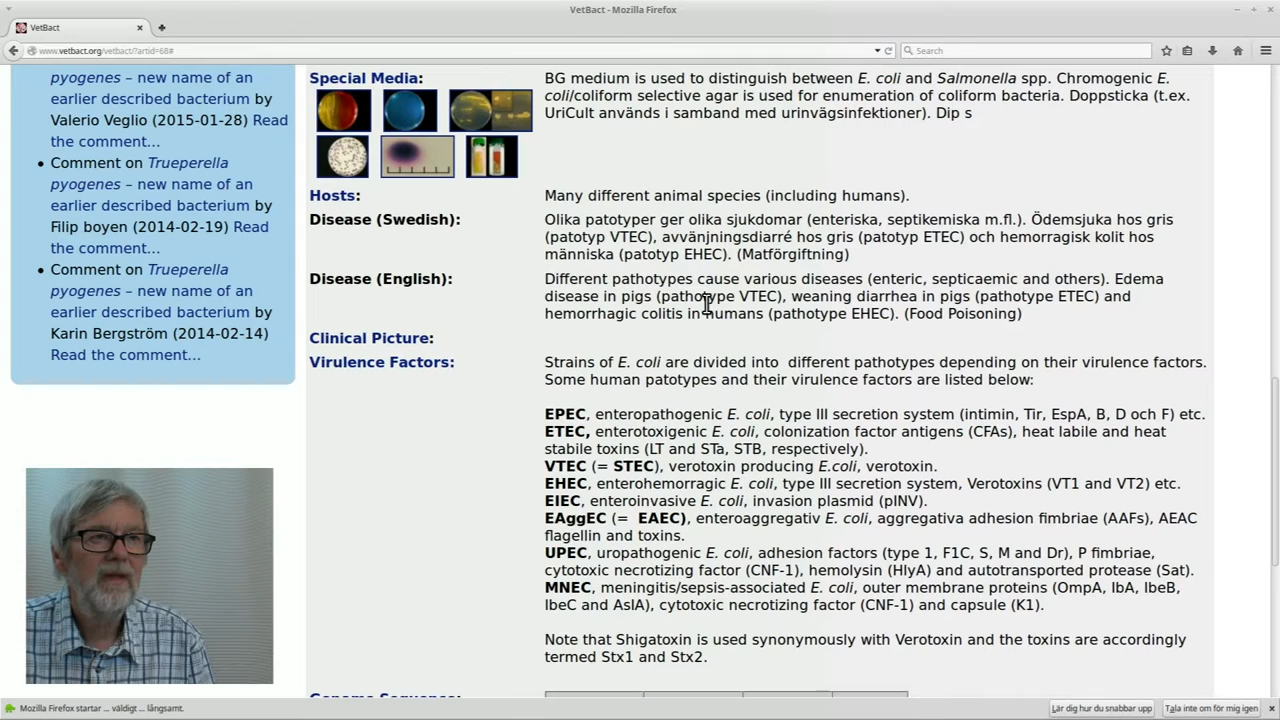 VetBact - Mozilla Firefox
VetBact
www.vetbact.org/vetbact/?artid=68#
Search
pyogenes – new name of an
earlier described bacterium by
Valerio Veglio (2015-01-28) Read
the comment...
• Comment on Trueperella
pyogenes – new name of an
earlier described bacterium by
Filip boyen (2014-02-19) Read
the comment...
• Comment on Trueperella
pyogenes – new name of an
earlier described bacterium by
Karin Bergström (2014-02-14)
Read the comment...
Special Media:
BG medium is used to distinguish between E. coli and Salmonella spp. Chromogenic E.
coli/coliform selective agar is used for enumeration of coliform bacteria. Doppsticka (t.ex.
UriCult används i samband med urinvägsinfektioner). Dip s
Hosts:
Many different animal species (including humans).
Disease (Swedish):
Olika patotyper ger olika sjukdomar (enteriska, septikemiska m.fl.). Ödemsjuka hos gris
(patotyp VTEC), avvänjningsdiarré hos gris (patotyp ETEC) och hemorragisk kolit hos
människa (patotyp EHEC). (Matförgiftning)
Disease (English):
Different pathotypes cause various diseases (enteric, septicaemic and others). Edema
disease in pigs (pathotype VTEC), weaning diarrhea in pigs (pathotype ETEC) and
hemorrhagic colitis in humans (pathotype EHEC). (Food Poisoning)
Clinical Picture:
Virulence Factors:
Strains of E. coli are divided into different pathotypes depending on their virulence factors.
Some human patotypes and their virulence factors are listed below:
EPEC, enteropathogenic E. coli, type III secretion system (intimin, Tir, EspA, B, D och F) etc.
ETEC, enterotoxigenic E. coli, colonization factor antigens (CFAs), heat labile and heat
stabile toxins (LT and STa, STB, respectively).
VTEC (= STEC), verotoxin producing E.coli, verotoxin.
EHEC, enterohemorragic E. coli, type III secretion system, Verotoxins (VT1 and VT2) etc.
EIEC, enteroinvasive E. coli, invasion plasmid (pINV).
EAggEC (= EAEC), enteroaggregativ E. coli, aggregativa adhesion fimbriae (AAFs), AEAC
flagellin and toxins.
UPEC, uropathogenic E. coli, adhesion factors (type 1, F1C, S, M and Dr), P fimbriae,
cytotoxic necrotizing factor (CNF-1), hemolysin (HlyA) and autotransported protease (Sat).
MNEC, meningitis/sepsis-associated E. coli, outer membrane proteins (OmpA, IbA, IbeB,
IbeC and AslA), cytotoxic necrotizing factor (CNF-1) and capsule (K1).
Note that Shigatoxin is used synonymously with Verotoxin and the toxins are accordingly
termed Stx1 and Stx2.
Genome Sequence:
Mozilla Firefox startar ... väldigt ... långsamt.
Lär dig hur du snabbar upp
Tala inte om för mig igen